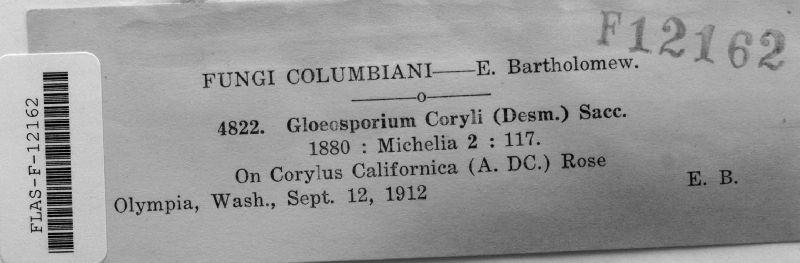 F12162
FUNGI COLUMBIANI——E. Bartholomew.
———o———
4822. Gloeosporium Coryli (Desm.) Sacc.
1880 : Michelia 2 : 117.
On Corylus Californica (A. DC.) Rose
Olympia, Wash., Sept. 12, 1912
E. B.
FLAS-F-12162